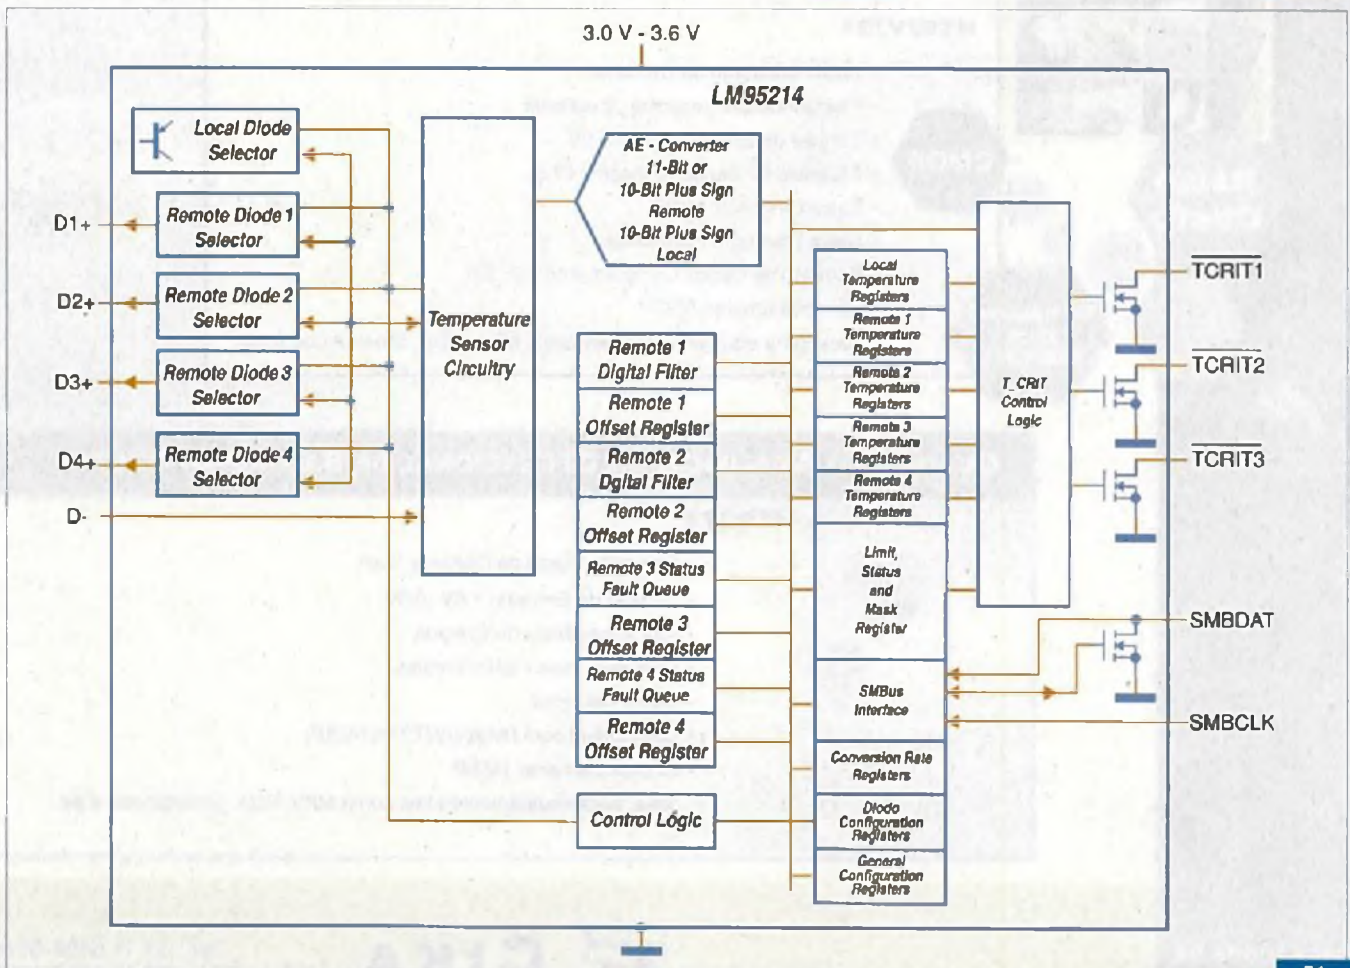 3.0 V - 3.6 V
LM95214
Local Diode
Selector
Remote Diode 1
Selector
Remote Diode 2
Selector
Remote Diode 3
Selector
Remote Diode 4
Selector
D1+
D2+
D3+
D4+
D-
Temperature
Sensor
Circuitry
AE - Converter
11-Bit or
10-Bit Plus Sign
Remote
10-Bit Plus Sign
Local
Remote 1
Digital Filter
Remote 1
Offset Register
Remote 2
Dgital Filter
Remote 2
Offset Register
Remote 3 Status
Fault Queue
Remote 3
Offset Register
Remote 4 Status
Fault Queue
Remote 4
Offset Register
Control Logic
Local
Temperature
Registers
Remote 1
Temperature
Registers
Remote 2
Temperature
Registers
Remote 3
Temperature
Registers
Remote 4
Temperature
Registers
Limit,
Status
and
Mask
Register
SMBus
Interface
Conversion Rate
Registers
Diodo
Configuration
Registers
General
Configuration
Registers
T_CRIT
Control
Logic
TCRIT1
TCRIT2
TCRIT3
SMBDAT
SMBCLK